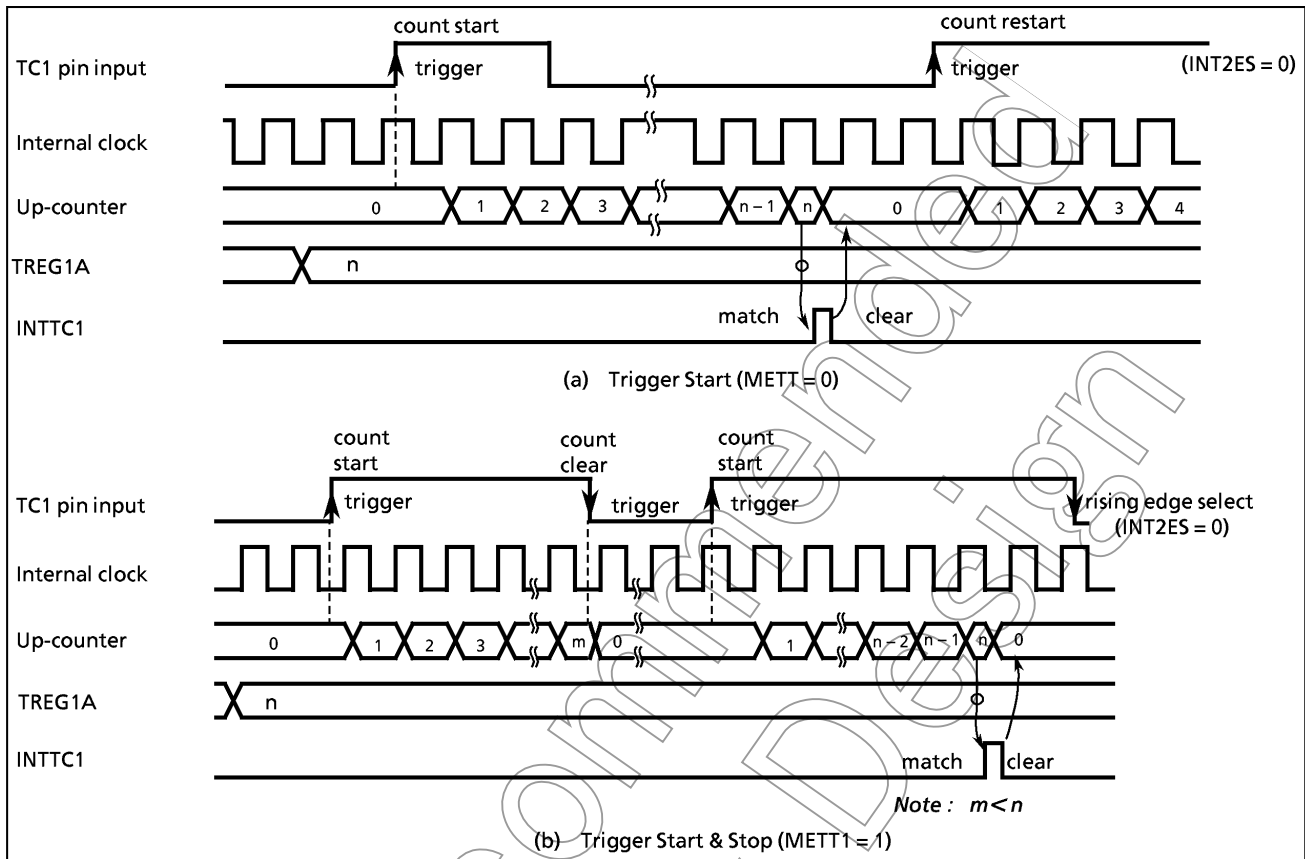 count start
count restart
TC1 pin input
trigger
trigger
(INT2ES = 0)
Internal clock
Up-counter
0 1 2 3 n – 1 n 0 1 2 3 4
TREG1A
n
INTTC1
match
clear
(a) Trigger Start (METT = 0)
count start
count clear
count start
TC1 pin input
trigger
trigger
trigger
rising edge select
(INT2ES = 0)
Internal clock
Up-counter
0 1 2 3 m 0 1 n – 2 n – 1 n 0
TREG1A
n
INTTC1
match
clear
Note : m < n
(b) Trigger Start & Stop (METT1 = 1)
ommended
Design